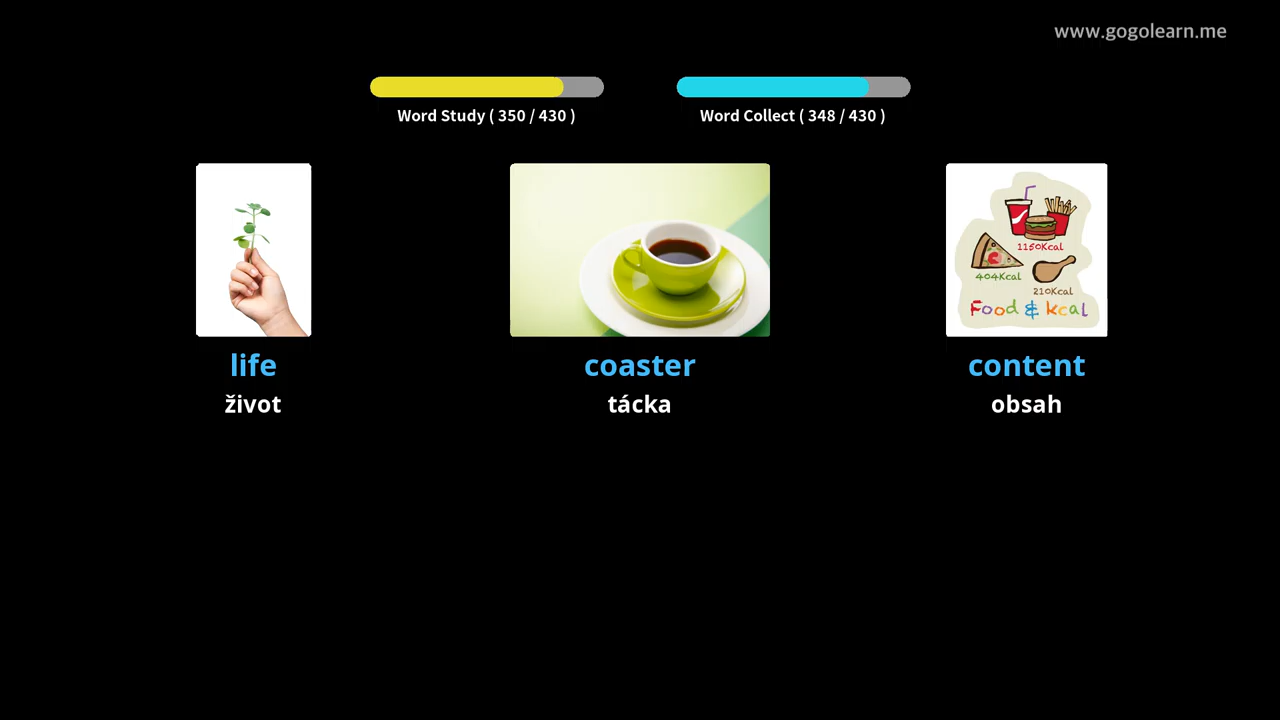 www.gogolearn.me
Word Study ( 350 / 430 )
Word Collect ( 348 / 430 )
1150Kcal
404Kcal
210Kcal
Food & kcal
life
coaster
content
život
tácka
obsah